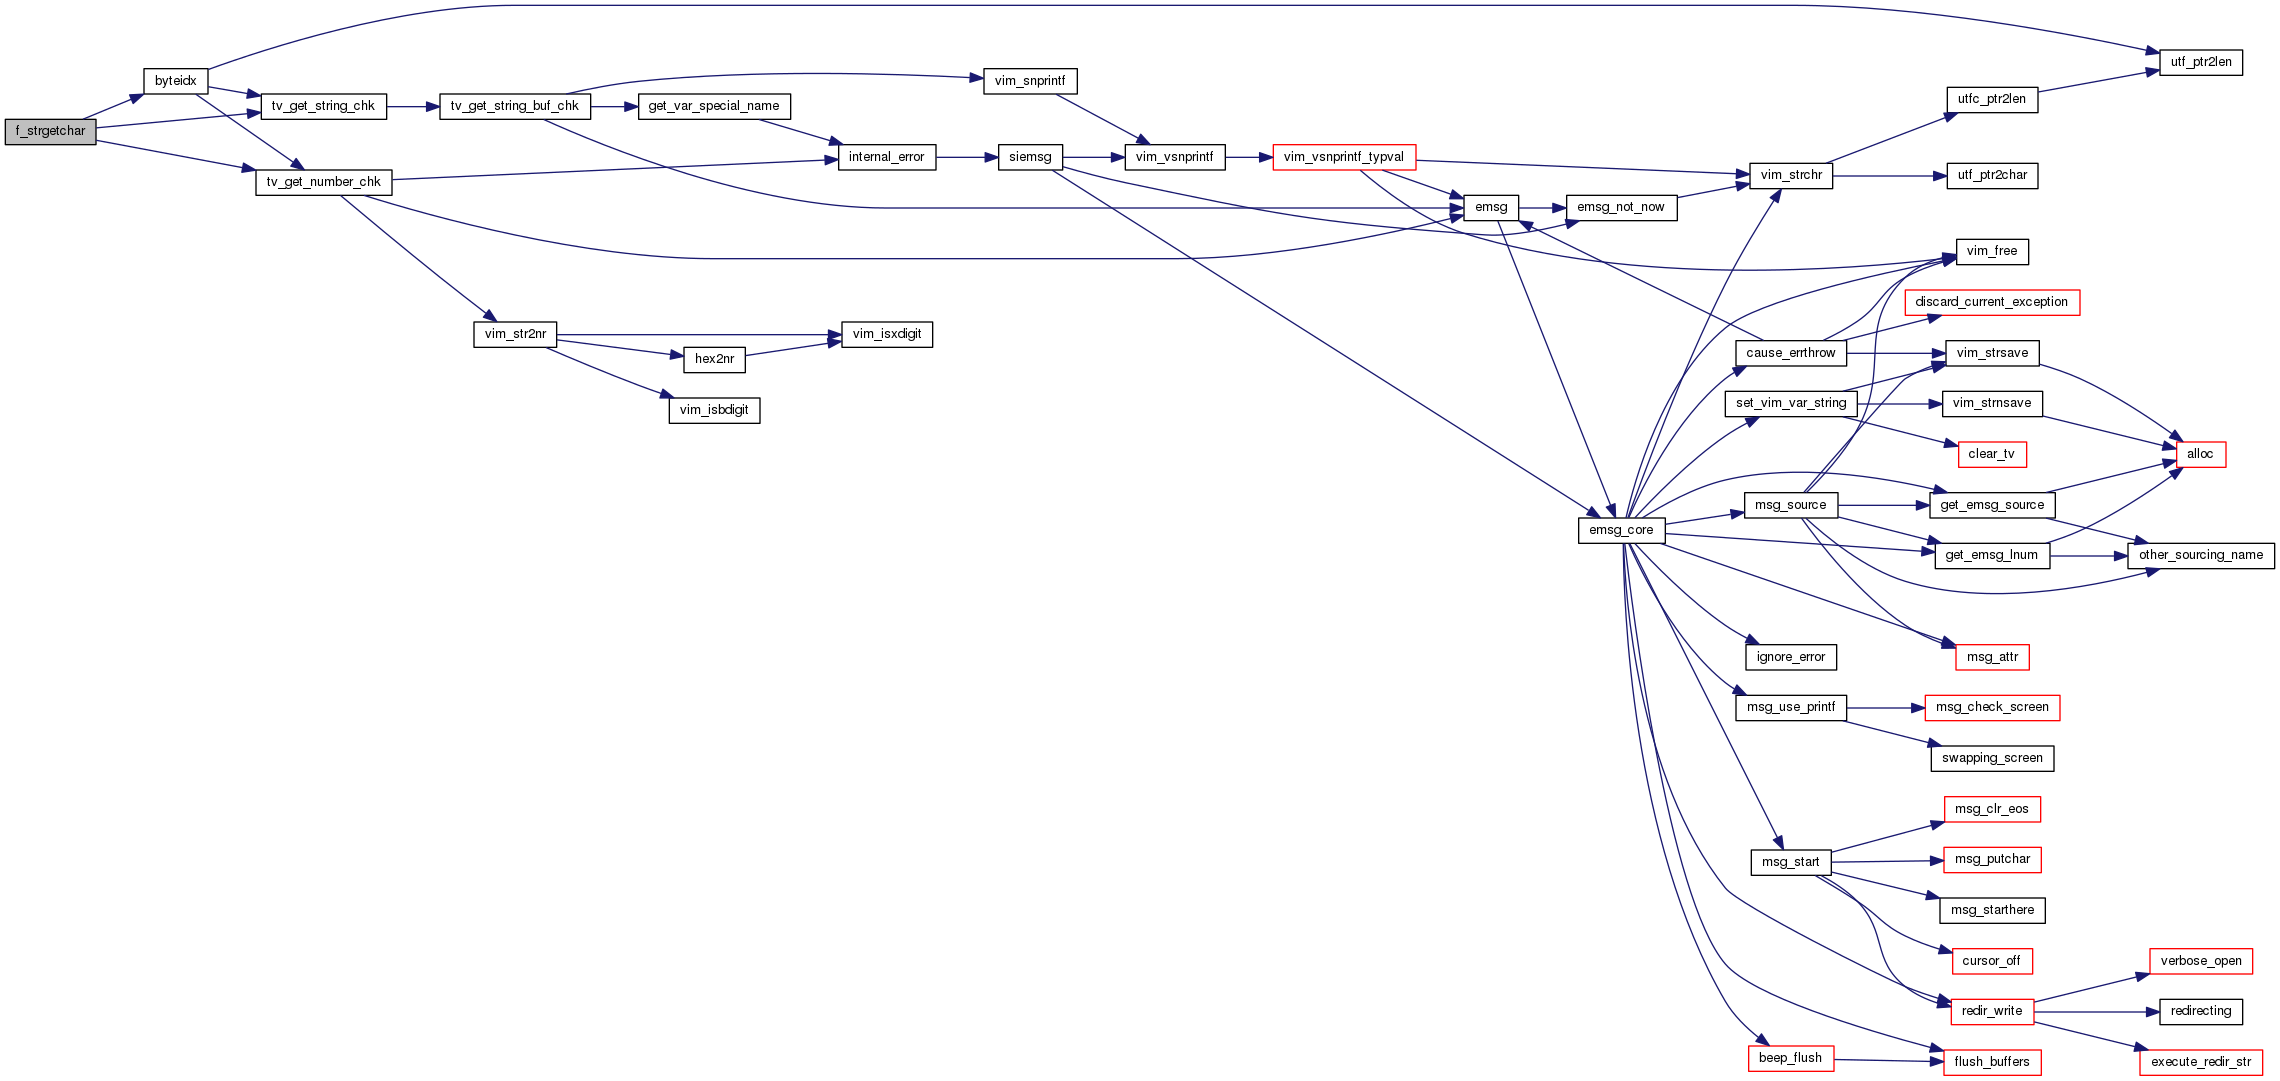 f_strgetchar
byteidx
tv_get_string_chk
tv_get_number_chk
tv_get_string_buf_chk
vim_str2nr
get_var_special_name
hex2nr
vim_isbdigit
internal_error
vim_isxdigit
vim_snprintf
siemsg
vim_vsnprintf
vim_vsnprintf_typval
emsg
emsg_not_now
emsg_core
vim_strchr
cause_errthrow
set_vim_var_string
msg_source
ignore_error
msg_use_printf
msg_start
beep_flush
utfc_ptr2len
utf_ptr2char
vim_free
discard_current_exception
vim_strsave
vim_strnsave
clear_tv
get_emsg_source
get_emsg_lnum
msg_attr
msg_check_screen
swapping_screen
msg_clr_eos
msg_putchar
msg_starthere
cursor_off
redir_write
flush_buffers
utf_ptr2len
alloc
other_sourcing_name
verbose_open
redirecting
execute_redir_str